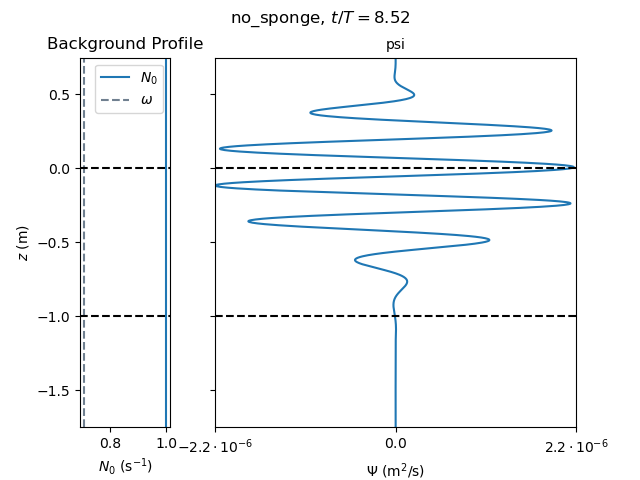 no_sponge, t/T = 8.52
Background Profile
psi
N₀
ω
0.5
0.0
−0.5
−1.0
−1.5
z (m)
0.8
1.0
−2.2 · 10⁻⁶
0.0
2.2 · 10⁻⁶
N₀ (s⁻¹)
Ψ (m²/s)